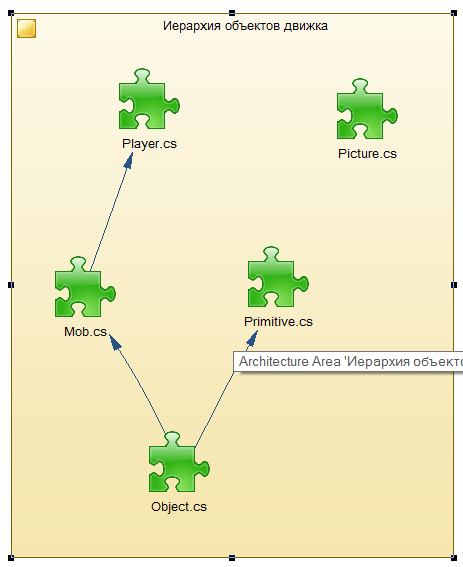 Иерархия объектов движка
Player.cs
Picture.cs
Mob.cs
Primitive.cs
Architecture Area 'Иерархия объекто
Object.cs